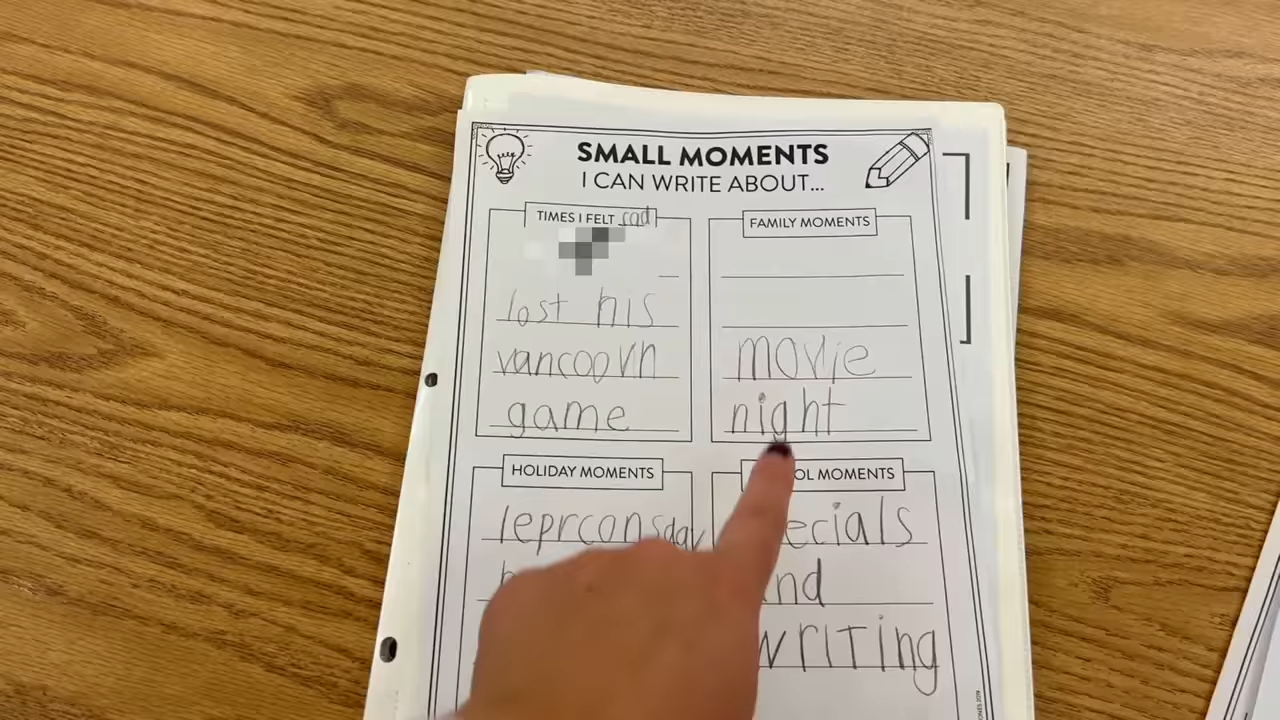 SMALL MOMENTS
I CAN WRITE ABOUT...
TIMES I FELT sad
lost his
vancoovn
game
FAMILY MOMENTS
movie
night
HOLIDAY MOMENTS
leprconsday
OL MOMENTS
ecials
nd
writing